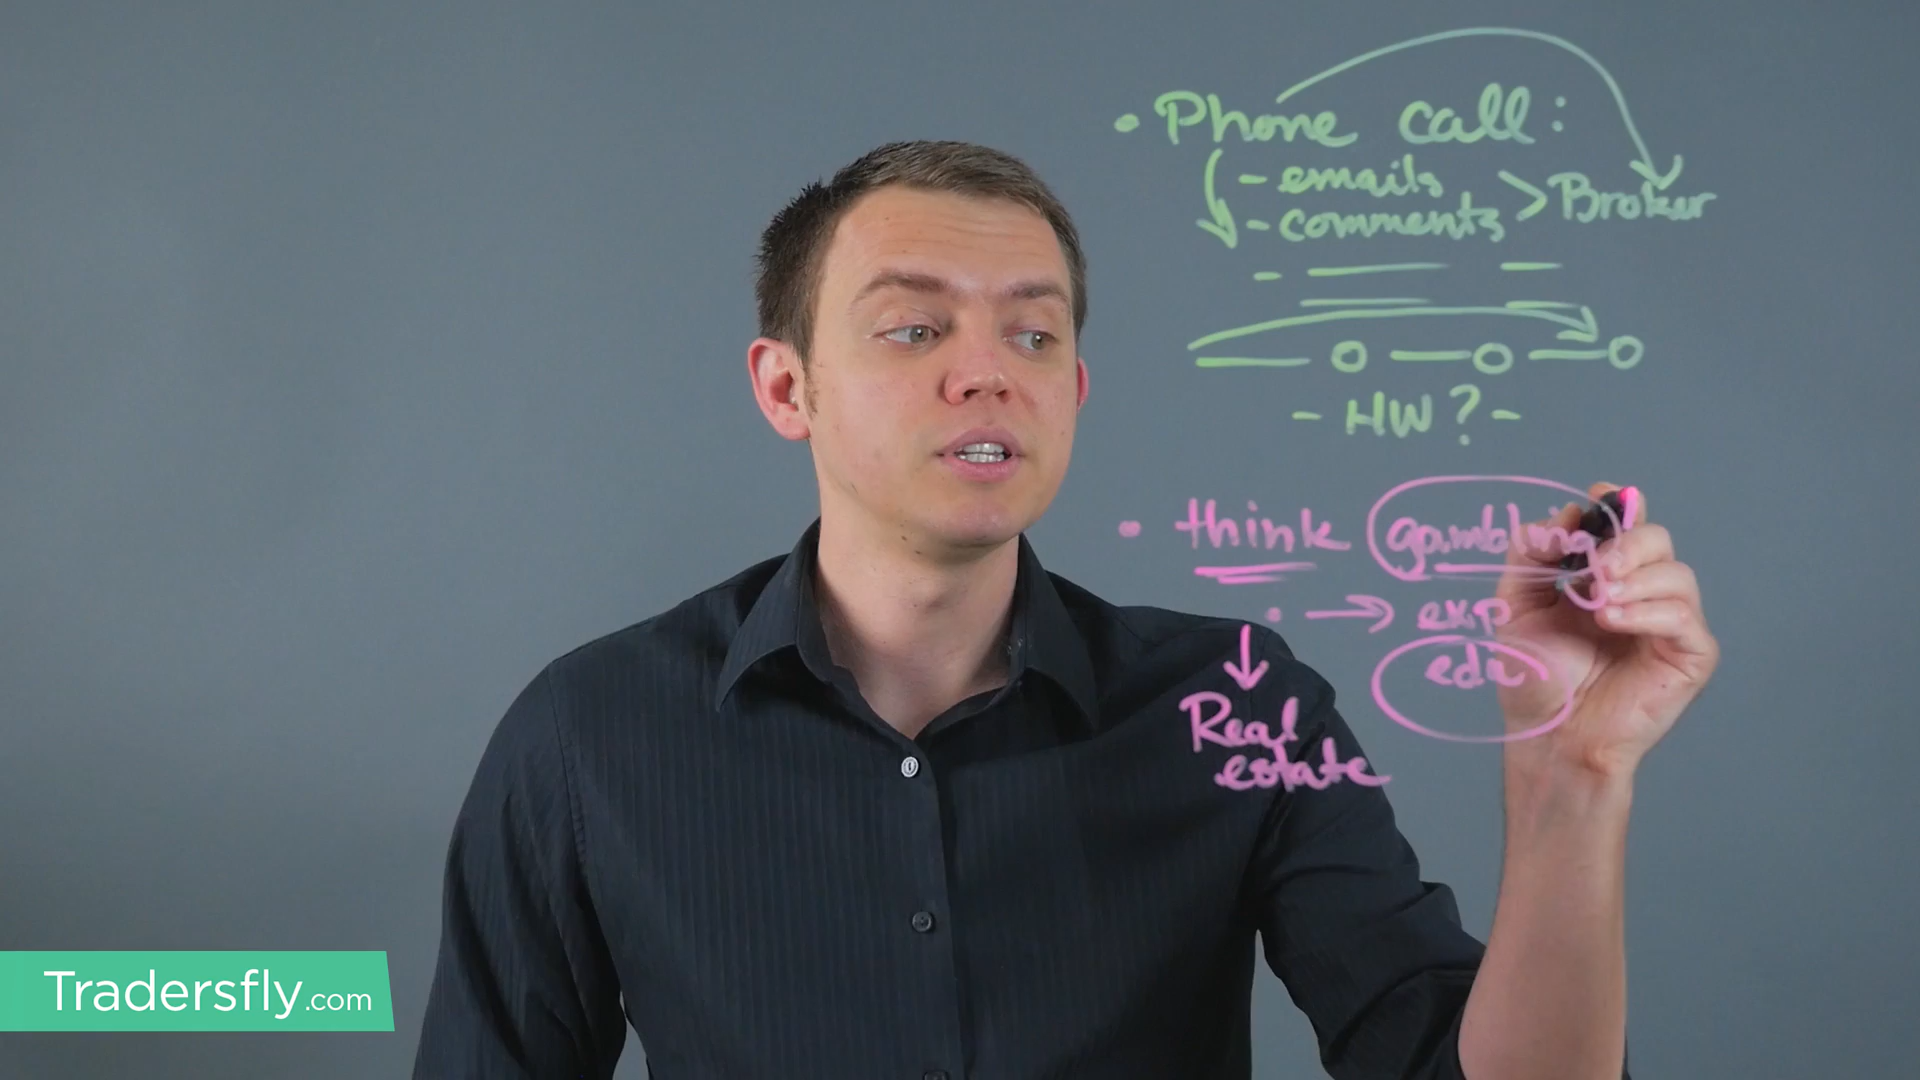 • Phone call:
- emails
- comments > Broker
- HW? -
• think gambling
• → exp
edu
Real
estate
Tradersfly.com